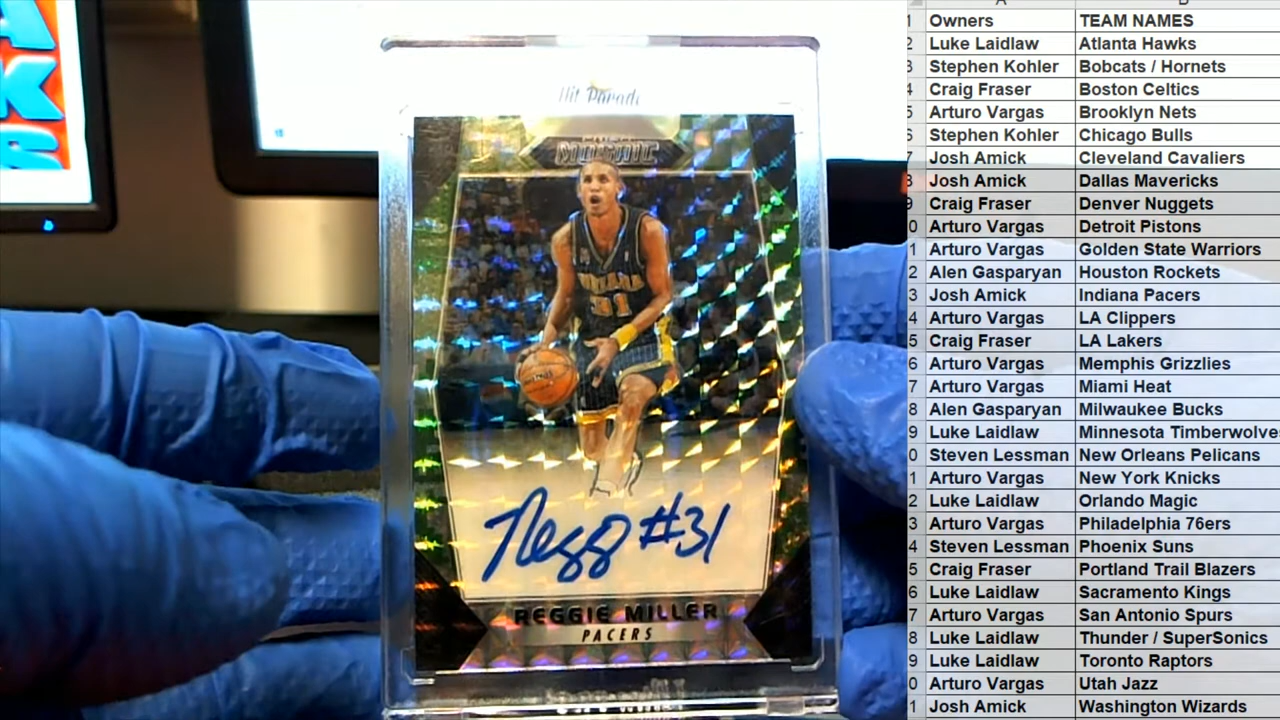 Hit Parade
MOSAIC
INDIANA
31
Regg #31
REGGIE MILLER
PACERS
Owners TEAM NAMES
Luke Laidlaw Atlanta Hawks
Stephen Kohler Bobcats / Hornets
Craig Fraser Boston Celtics
Arturo Vargas Brooklyn Nets
Stephen Kohler Chicago Bulls
Josh Amick Cleveland Cavaliers
Josh Amick Dallas Mavericks
Craig Fraser Denver Nuggets
Arturo Vargas Detroit Pistons
Arturo Vargas Golden State Warriors
Alen Gasparyan Houston Rockets
Josh Amick Indiana Pacers
Arturo Vargas LA Clippers
Craig Fraser LA Lakers
Arturo Vargas Memphis Grizzlies
Arturo Vargas Miami Heat
Alen Gasparyan Milwaukee Bucks
Luke Laidlaw Minnesota Timberwolve
Steven Lessman New Orleans Pelicans
Arturo Vargas New York Knicks
Luke Laidlaw Orlando Magic
Arturo Vargas Philadelphia 76ers
Steven Lessman Phoenix Suns
Craig Fraser Portland Trail Blazers
Luke Laidlaw Sacramento Kings
Arturo Vargas San Antonio Spurs
Luke Laidlaw Thunder / SuperSonics
Luke Laidlaw Toronto Raptors
Arturo Vargas Utah Jazz
Josh Amick Washington Wizards